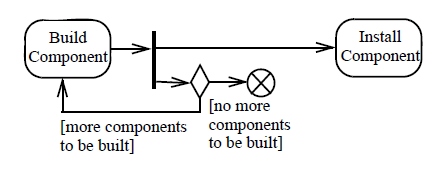 Build
Component
Install
Component
[more components
to be built]
[no more
components
to be built]